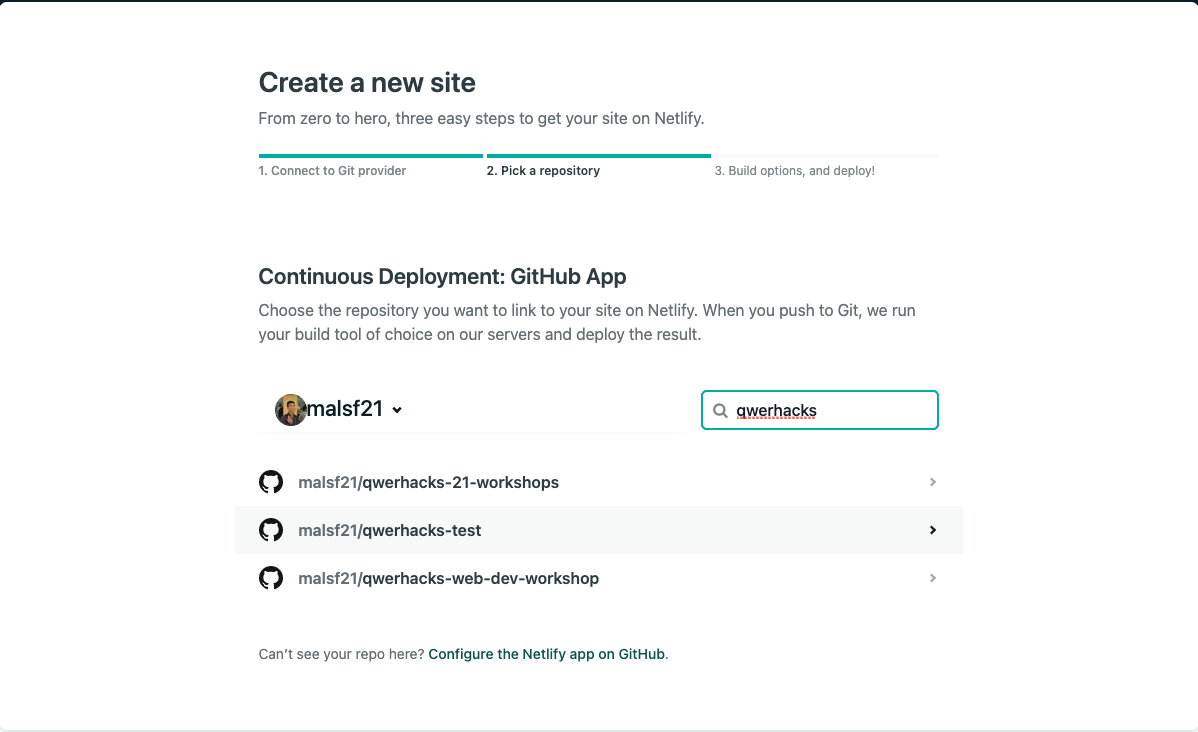 Create a new site
From zero to hero, three easy steps to get your site on Netlify.
1. Connect to Git provider
2. Pick a repository
3. Build options, and deploy!
Continuous Deployment: GitHub App
Choose the repository you want to link to your site on Netlify. When you push to Git, we run
your build tool of choice on our servers and deploy the result.
malsf21
qwerhacks
malsf21/qwerhacks-21-workshops
malsf21/qwerhacks-test
malsf21/qwerhacks-web-dev-workshop
Can’t see your repo here? Configure the Netlify app on GitHub.